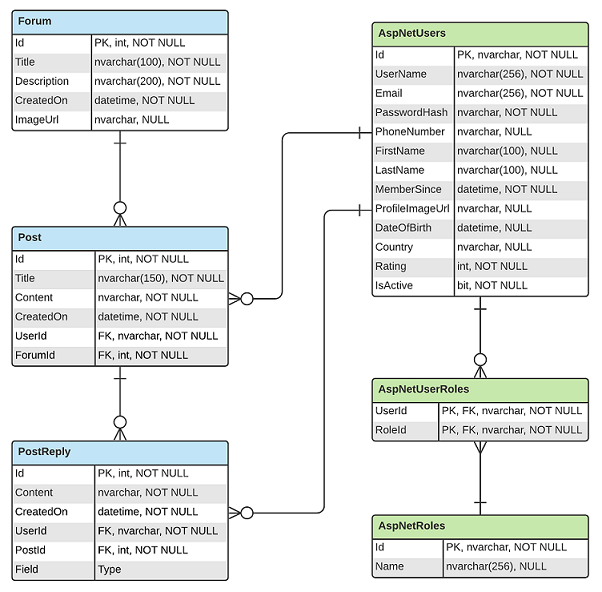 Forum
Id PK, int, NOT NULL
Title nvarchar(100), NOT NULL
Description nvarchar(200), NOT NULL
CreatedOn datetime, NOT NULL
ImageUrl nvarchar, NULL
AspNetUsers
Id PK, nvarchar, NOT NULL
UserName nvarchar(256), NOT NULL
Email nvarchar(256), NOT NULL
PasswordHash nvarchar, NOT NULL
PhoneNumber nvarchar, NULL
FirstName nvarchar(100), NULL
LastName nvarchar(100), NULL
MemberSince datetime, NOT NULL
ProfileImageUrl nvarchar, NULL
DateOfBirth datetime, NULL
Country nvarchar, NULL
Rating int, NOT NULL
IsActive bit, NOT NULL
Post
Id PK, int, NOT NULL
Title nvarchar(150), NOT NULL
Content nvarchar, NOT NULL
CreatedOn datetime, NOT NULL
UserId FK, nvarchar, NOT NULL
ForumId FK, int, NOT NULL
AspNetUserRoles
UserId PK, FK, nvarchar, NOT NULL
RoleId PK, FK, nvarchar, NOT NULL
PostReply
Id PK, int, NOT NULL
Content nvarchar, NOT NULL
CreatedOn datetime, NOT NULL
UserId FK, nvarchar, NOT NULL
PostId FK, int, NOT NULL
Field Type
AspNetRoles
Id PK, nvarchar, NOT NULL
Name nvarchar(256), NULL